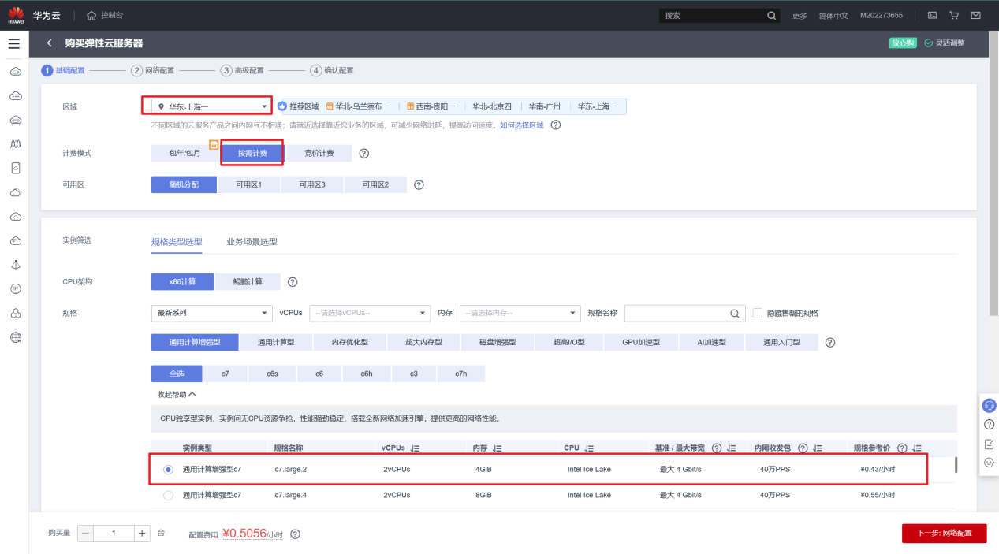 HUAWEI 华为云 控制台 搜索 更多 简体中文 M202273655
购买弹性云服务器 放心购 灵活调整
1 基础配置 2 网络配置 3 高级配置 4 确认配置
区域 华东-上海一 推荐区域 华北-乌兰察布一 西南-贵阳一 华北-北京四 华南-广州 华东-上海一
不同区域的云服务产品之间内网互不相通；请就近选择靠近您业务的区域，可减少网络时延，提高访问速度。如何选择区域 ?
计费模式 包年/包月 按需计费 竞价计费 ?
可用区 随机分配 可用区1 可用区3 可用区2 ?
实例筛选 规格类型选型 业务场景选型
CPU架构 x86计算 鲲鹏计算 ?
规格 最新系列 vCPUs --请选择vCPUs-- 内存 --请选择内存-- 规格名称 隐藏售罄的规格
通用计算增强型 通用计算型 内存优化型 超大内存型 磁盘增强型 超高I/O型 GPU加速型 AI加速型 通用入门型 ?
全选 c7 c6s c6 c6h c3 c7h
收起帮助
CPU独享型实例，实例间无CPU资源争抢，性能强劲稳定，搭载全新网络加速引擎，提供更高的网络性能。
实例类型 规格名称 vCPUs 内存 CPU 基准 / 最大带宽 ? 内网收发包 ? 规格参考价 ?
通用计算增强型c7 c7.large.2 2vCPUs 4GiB Intel Ice Lake 最大 4 Gbit/s 40万PPS ¥0.43/小时
通用计算增强型c7 c7.large.4 2vCPUs 8GiB Intel Ice Lake 最大 4 Gbit/s 40万PPS ¥0.55/小时
购买量 — 1 + 台 配置费用 ¥0.5056/小时 ? 下一步: 网络配置